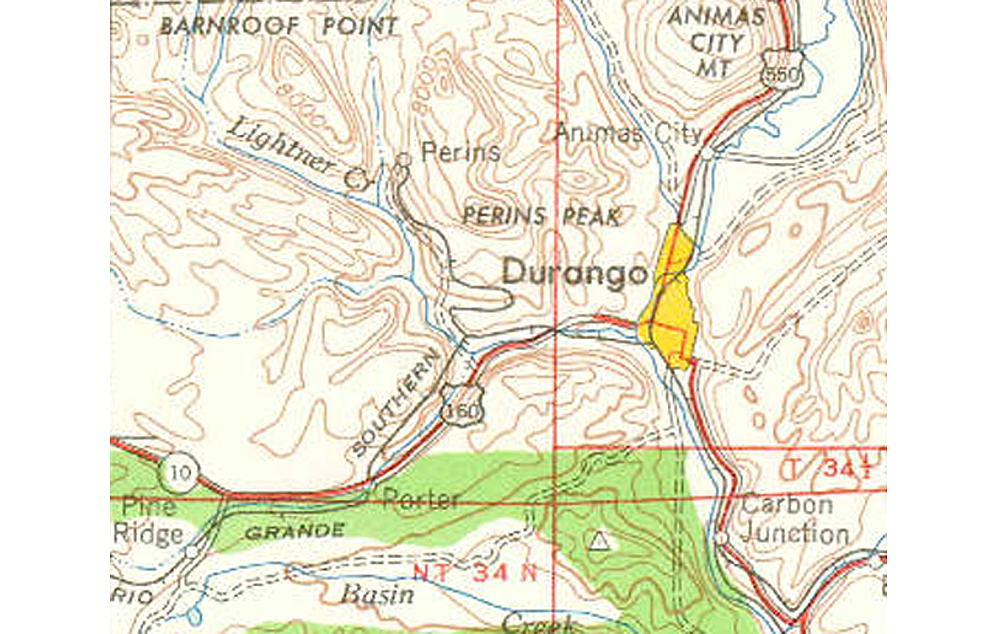 BARNROOF POINT
ANIMAS
CITY
MT
550
Lightner
Perins
Animas City
PERINS PEAK
Durango
SOUTHERN
160
10
T 34½
Pine
Ridge
Porter
Carbon
Junction
GRANDE
N T 34 N
RIO
Basin
Creek